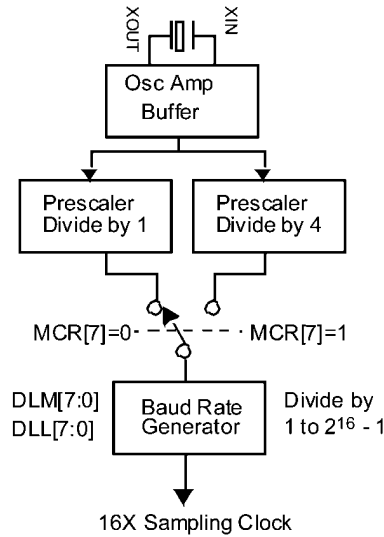 XOUT
XIN
Osc Amp
Buffer
Prescaler
Divide by 1
Prescaler
Divide by 4
MCR[7]=0
MCR[7]=1
DLM[7:0]
DLL[7:0]
Baud Rate
Generator
Divide by
1 to 2¹⁶ - 1
16X Sampling Clock